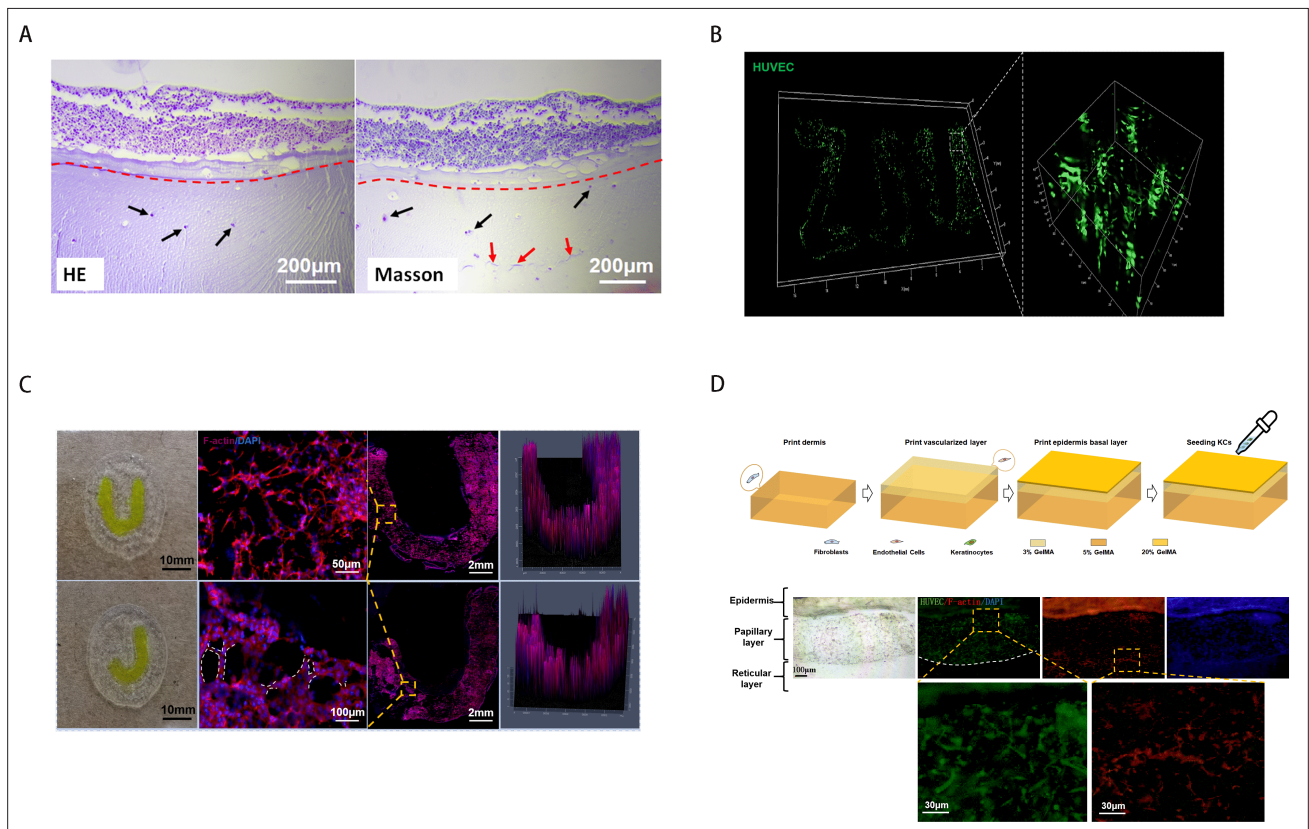 A
HE
200μm
Masson
200μm
B
HUVEC
C
10mm
F-actin/DAPI
50μm
2mm
10mm
100μm
2mm
D
Print dermis
Print vascularized layer
Print epidermis basal layer
Seeding KCs
Fibroblasts
Endothelial Cells
Keratinocytes
3% GelMA
5% GelMA
20% GelMA
Epidermis
Papillary
layer
Reticular
layer
100μm
HUVEC/F-actin/DAPI
30μm
30μm